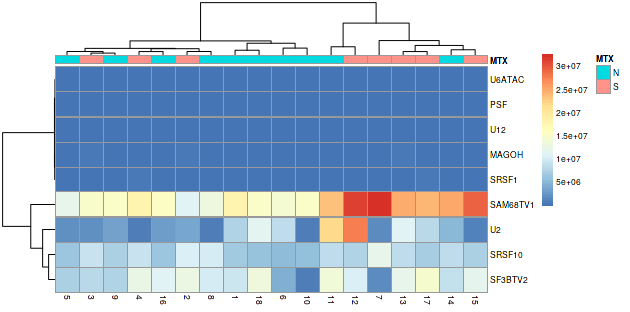 MTX
U6ATAC
PSF
U12
MAGOH
SRSF1
SAM68TV1
U2
SRSF10
SF3BTV2
5 3 9 4 16 2 8 1 18 6 10 11 12 7 13 17 14 15
3e+07
2.5e+07
2e+07
1.5e+07
1e+07
5e+06
MTX
N
S